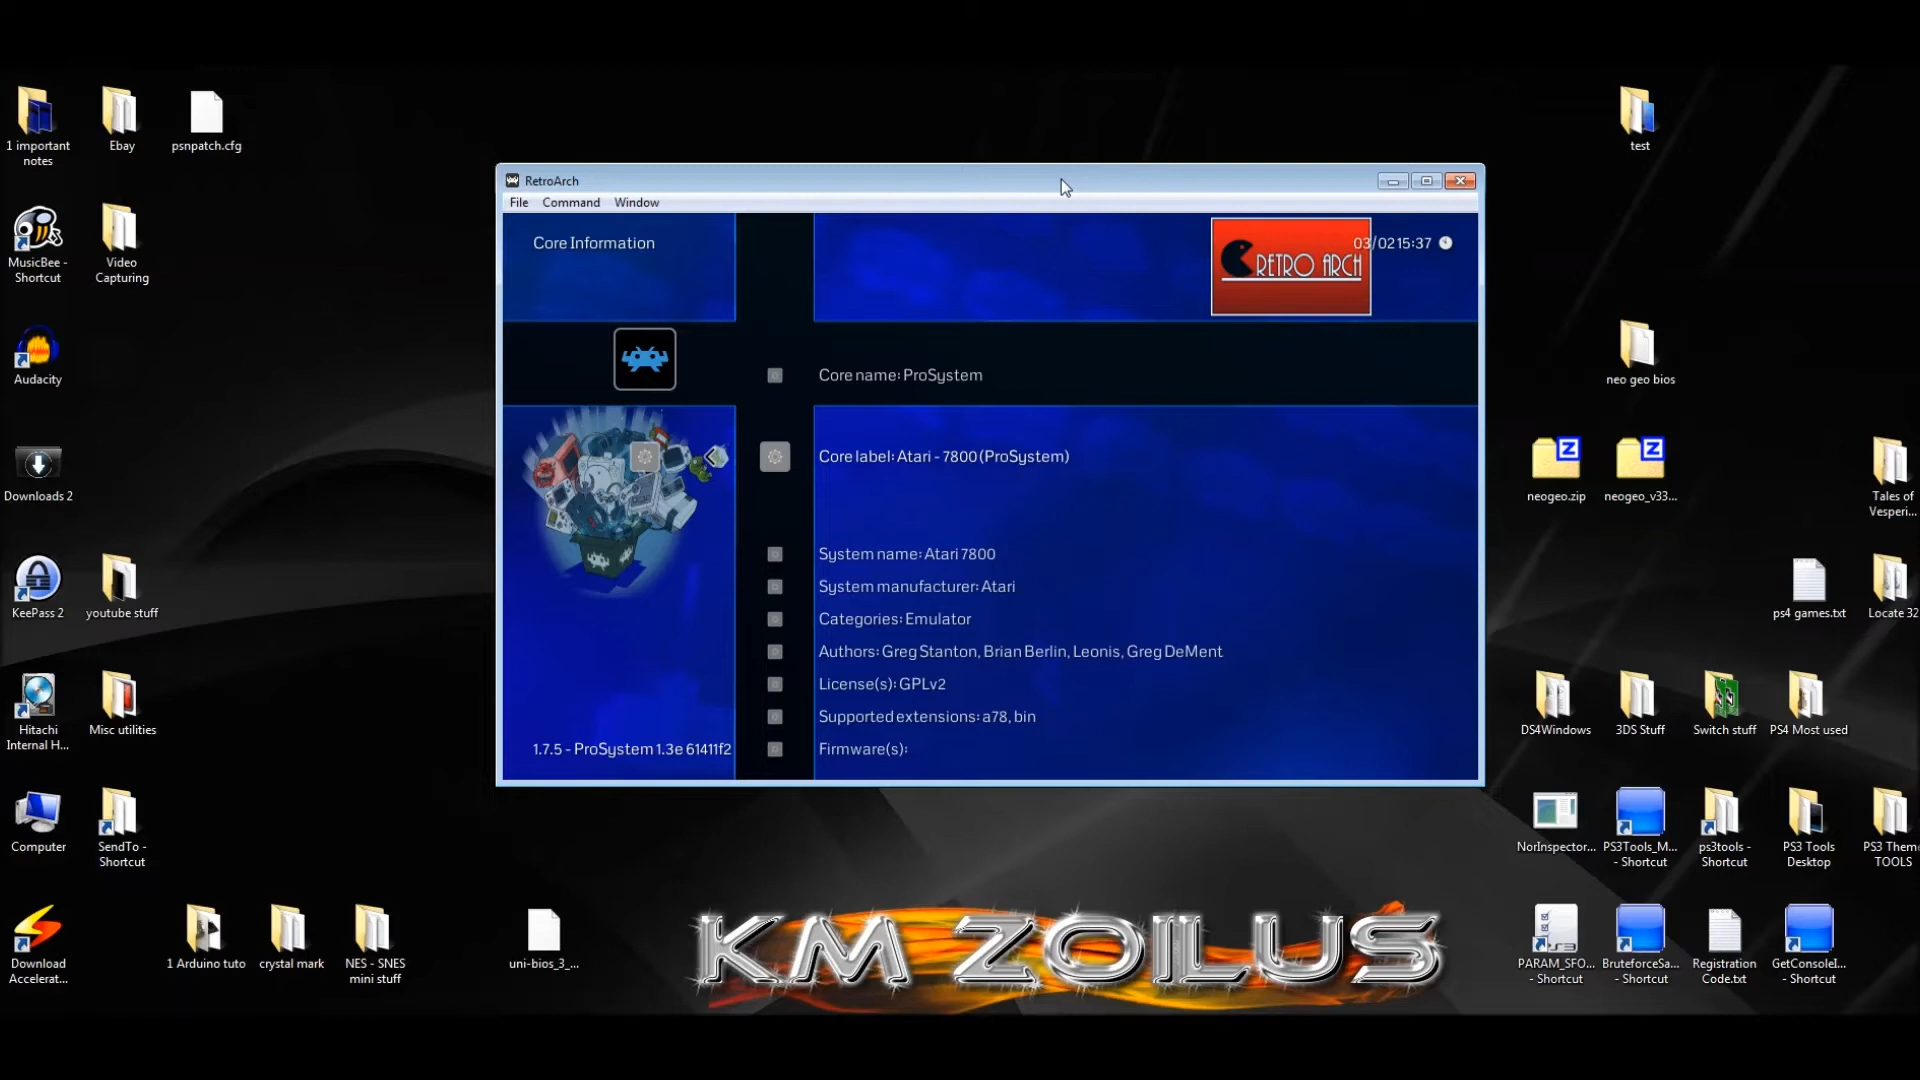 1 important
notes
Ebay
psnpatch.cfg
test
MusicBee -
Shortcut
Video
Capturing
Audacity
neo geo bios
Downloads 2
neogeo.zip
neogeo_v33...
Tales of
Vesperi...
KeePass 2
youtube stuff
ps4 games.txt
Locate 32
Hitachi
Internal H...
Misc utilities
DS4Windows
3DS Stuff
Switch stuff
PS4 Most used
Computer
SendTo -
Shortcut
NorInspector...
PS3Tools_M...
- Shortcut
ps3tools -
Shortcut
PS3 Tools
Desktop
PS3 Them
TOOLS
Download
Accelerat...
1 Arduino tuto
crystal mark
NES - SNES
mini stuff
uni-bios_3_...
PARAM_SFO...
- Shortcut
BruteforceSa...
- Shortcut
Registration
Code.txt
GetConsoleI...
- Shortcut
RetroArch
File Command Window
Core Information
RETRO ARCH
03/02 15:37
Core name: ProSystem
Core label: Atari - 7800 (ProSystem)
System name: Atari 7800
System manufacturer: Atari
Categories: Emulator
Authors: Greg Stanton, Brian Berlin, Leonis, Greg DeMent
License(s): GPLv2
Supported extensions: a78, bin
Firmware(s):
1.7.5 - ProSystem 1.3e 61411f2
KM ZOILUS